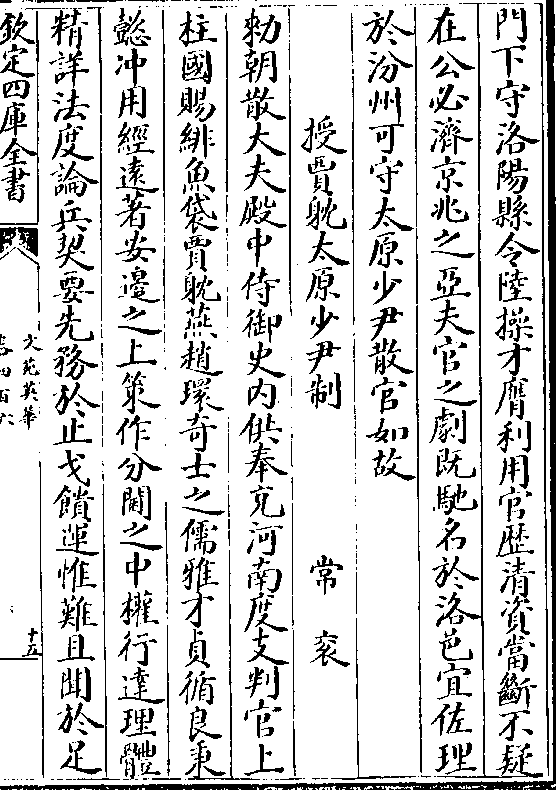 門下守洛陽縣令陸操才膺利用官歷清資當斷不疑
在公必濟京兆之亞夫官之劇既馳名於洛邑宜佐理
於汾州可守太原少尹散官如故
授賈躭太原少尹制 常衮
勑朝散大夫殿中侍御史内供奉充河南度支判官上
柱國賜緋魚袋賈躭燕趙環奇士之儒雅才貞循良秉
懿冲用經遠著安邊之上策作分閫之中權行達理體
精詳法度論兵契要先務於止戈饋運惟難且聞於足
欽定四庫全書
文苑英華
卷四百六
十五